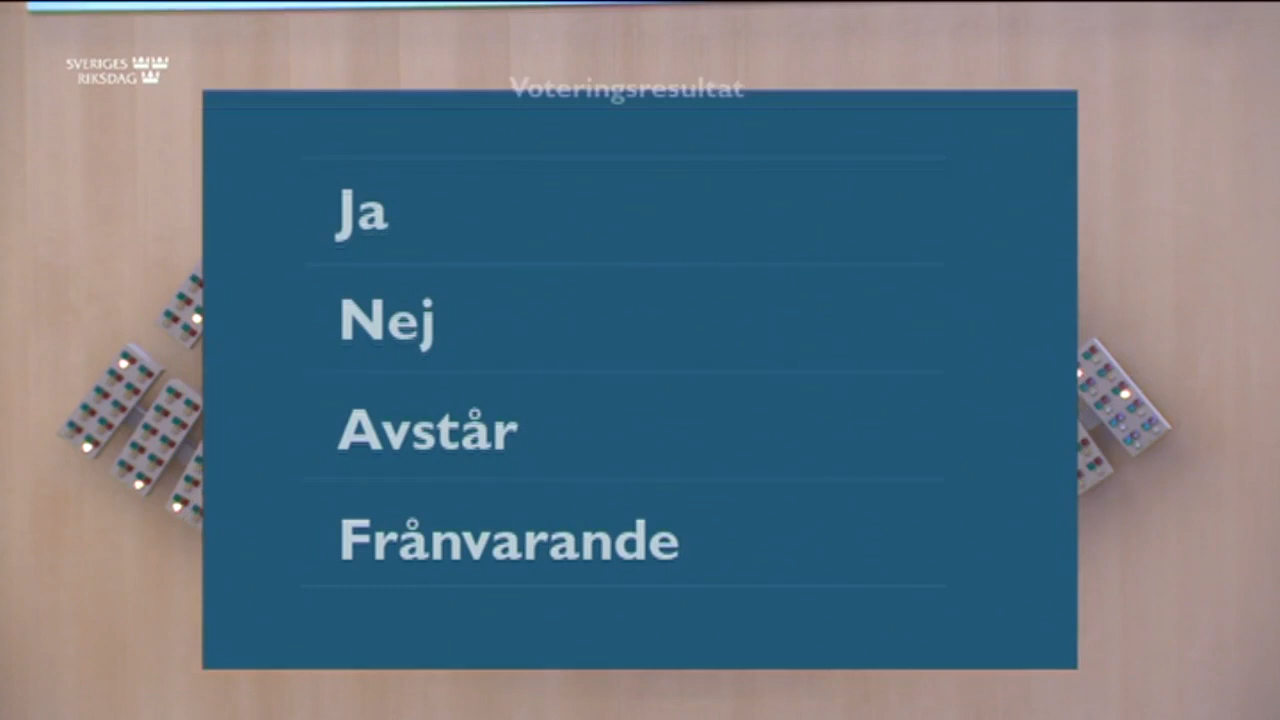 SVERIGES
RIKSDAG
Voteringsresultat
Ja
Nej
Avstår
Frånvarande